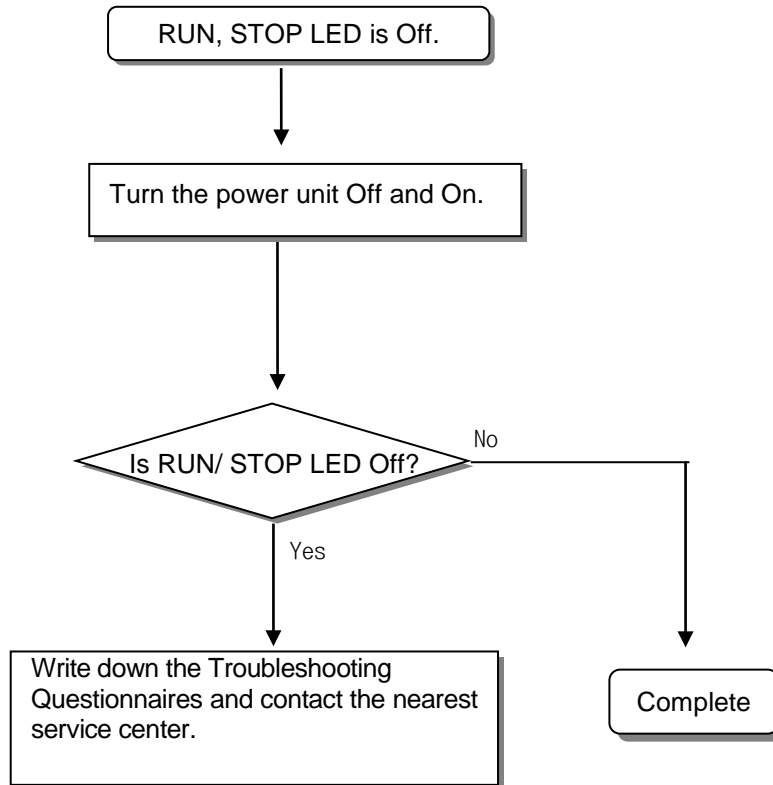 RUN, STOP LED is Off.
Turn the power unit Off and On.
Is RUN/ STOP LED Off?
No
Yes
Write down the Troubleshooting
Questionnaires and contact the nearest
service center.
Complete